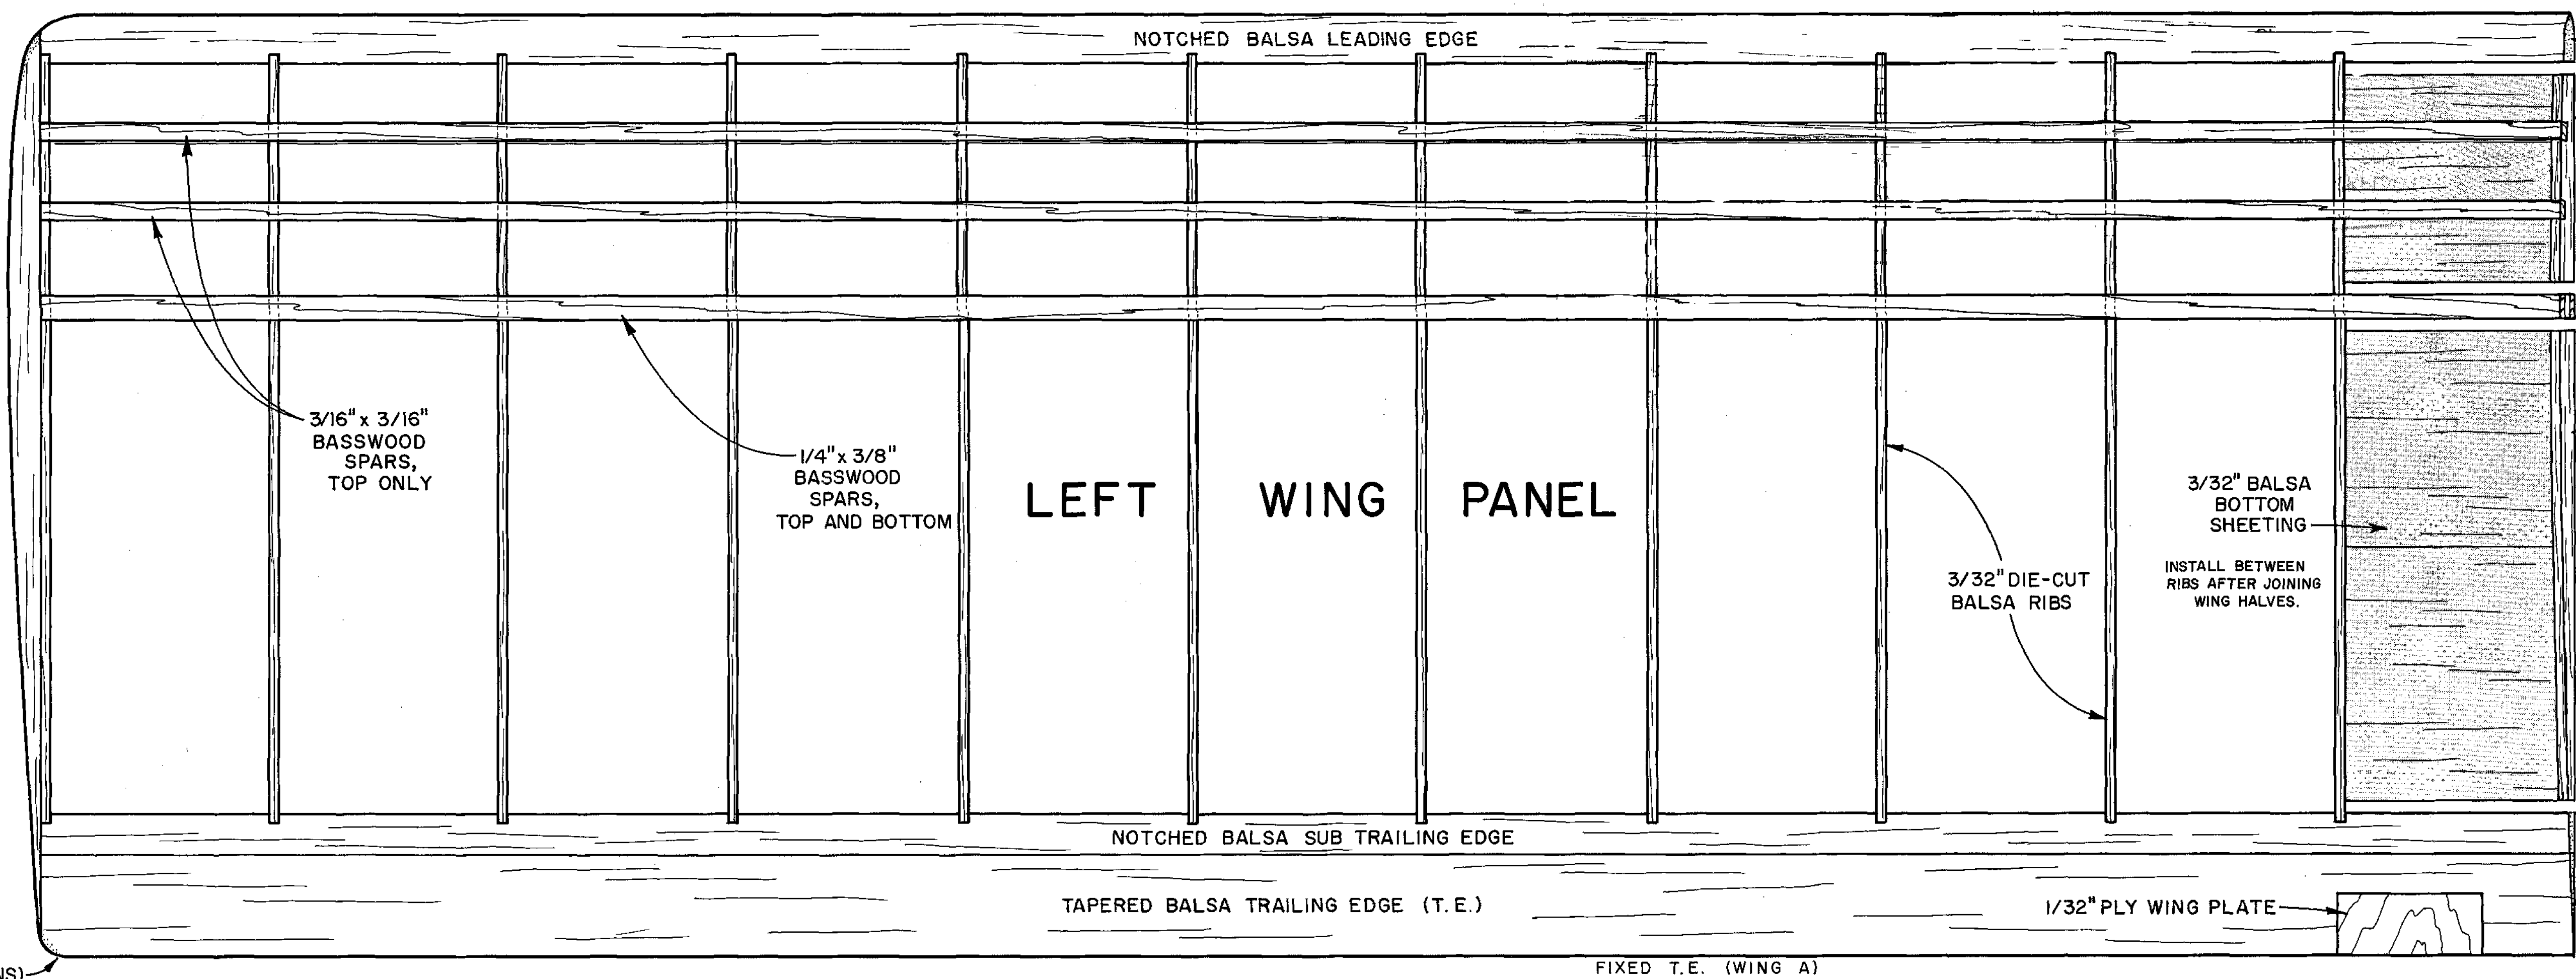 NOTCHED BALSA LEADING EDGE
3/16" x 3/16"
BASSWOOD
SPARS,
TOP ONLY
1/4" x 3/8"
BASSWOOD
SPARS,
TOP AND BOTTOM
LEFT WING PANEL
3/32" DIE-CUT
BALSA RIBS
3/32" BALSA
BOTTOM
SHEETING
INSTALL BETWEEN
RIBS AFTER JOINING
WING HALVES.
NOTCHED BALSA SUB TRAILING EDGE
TAPERED BALSA TRAILING EDGE (T.E.)
1/32" PLY WING PLATE
FIXED T.E. (WING A)